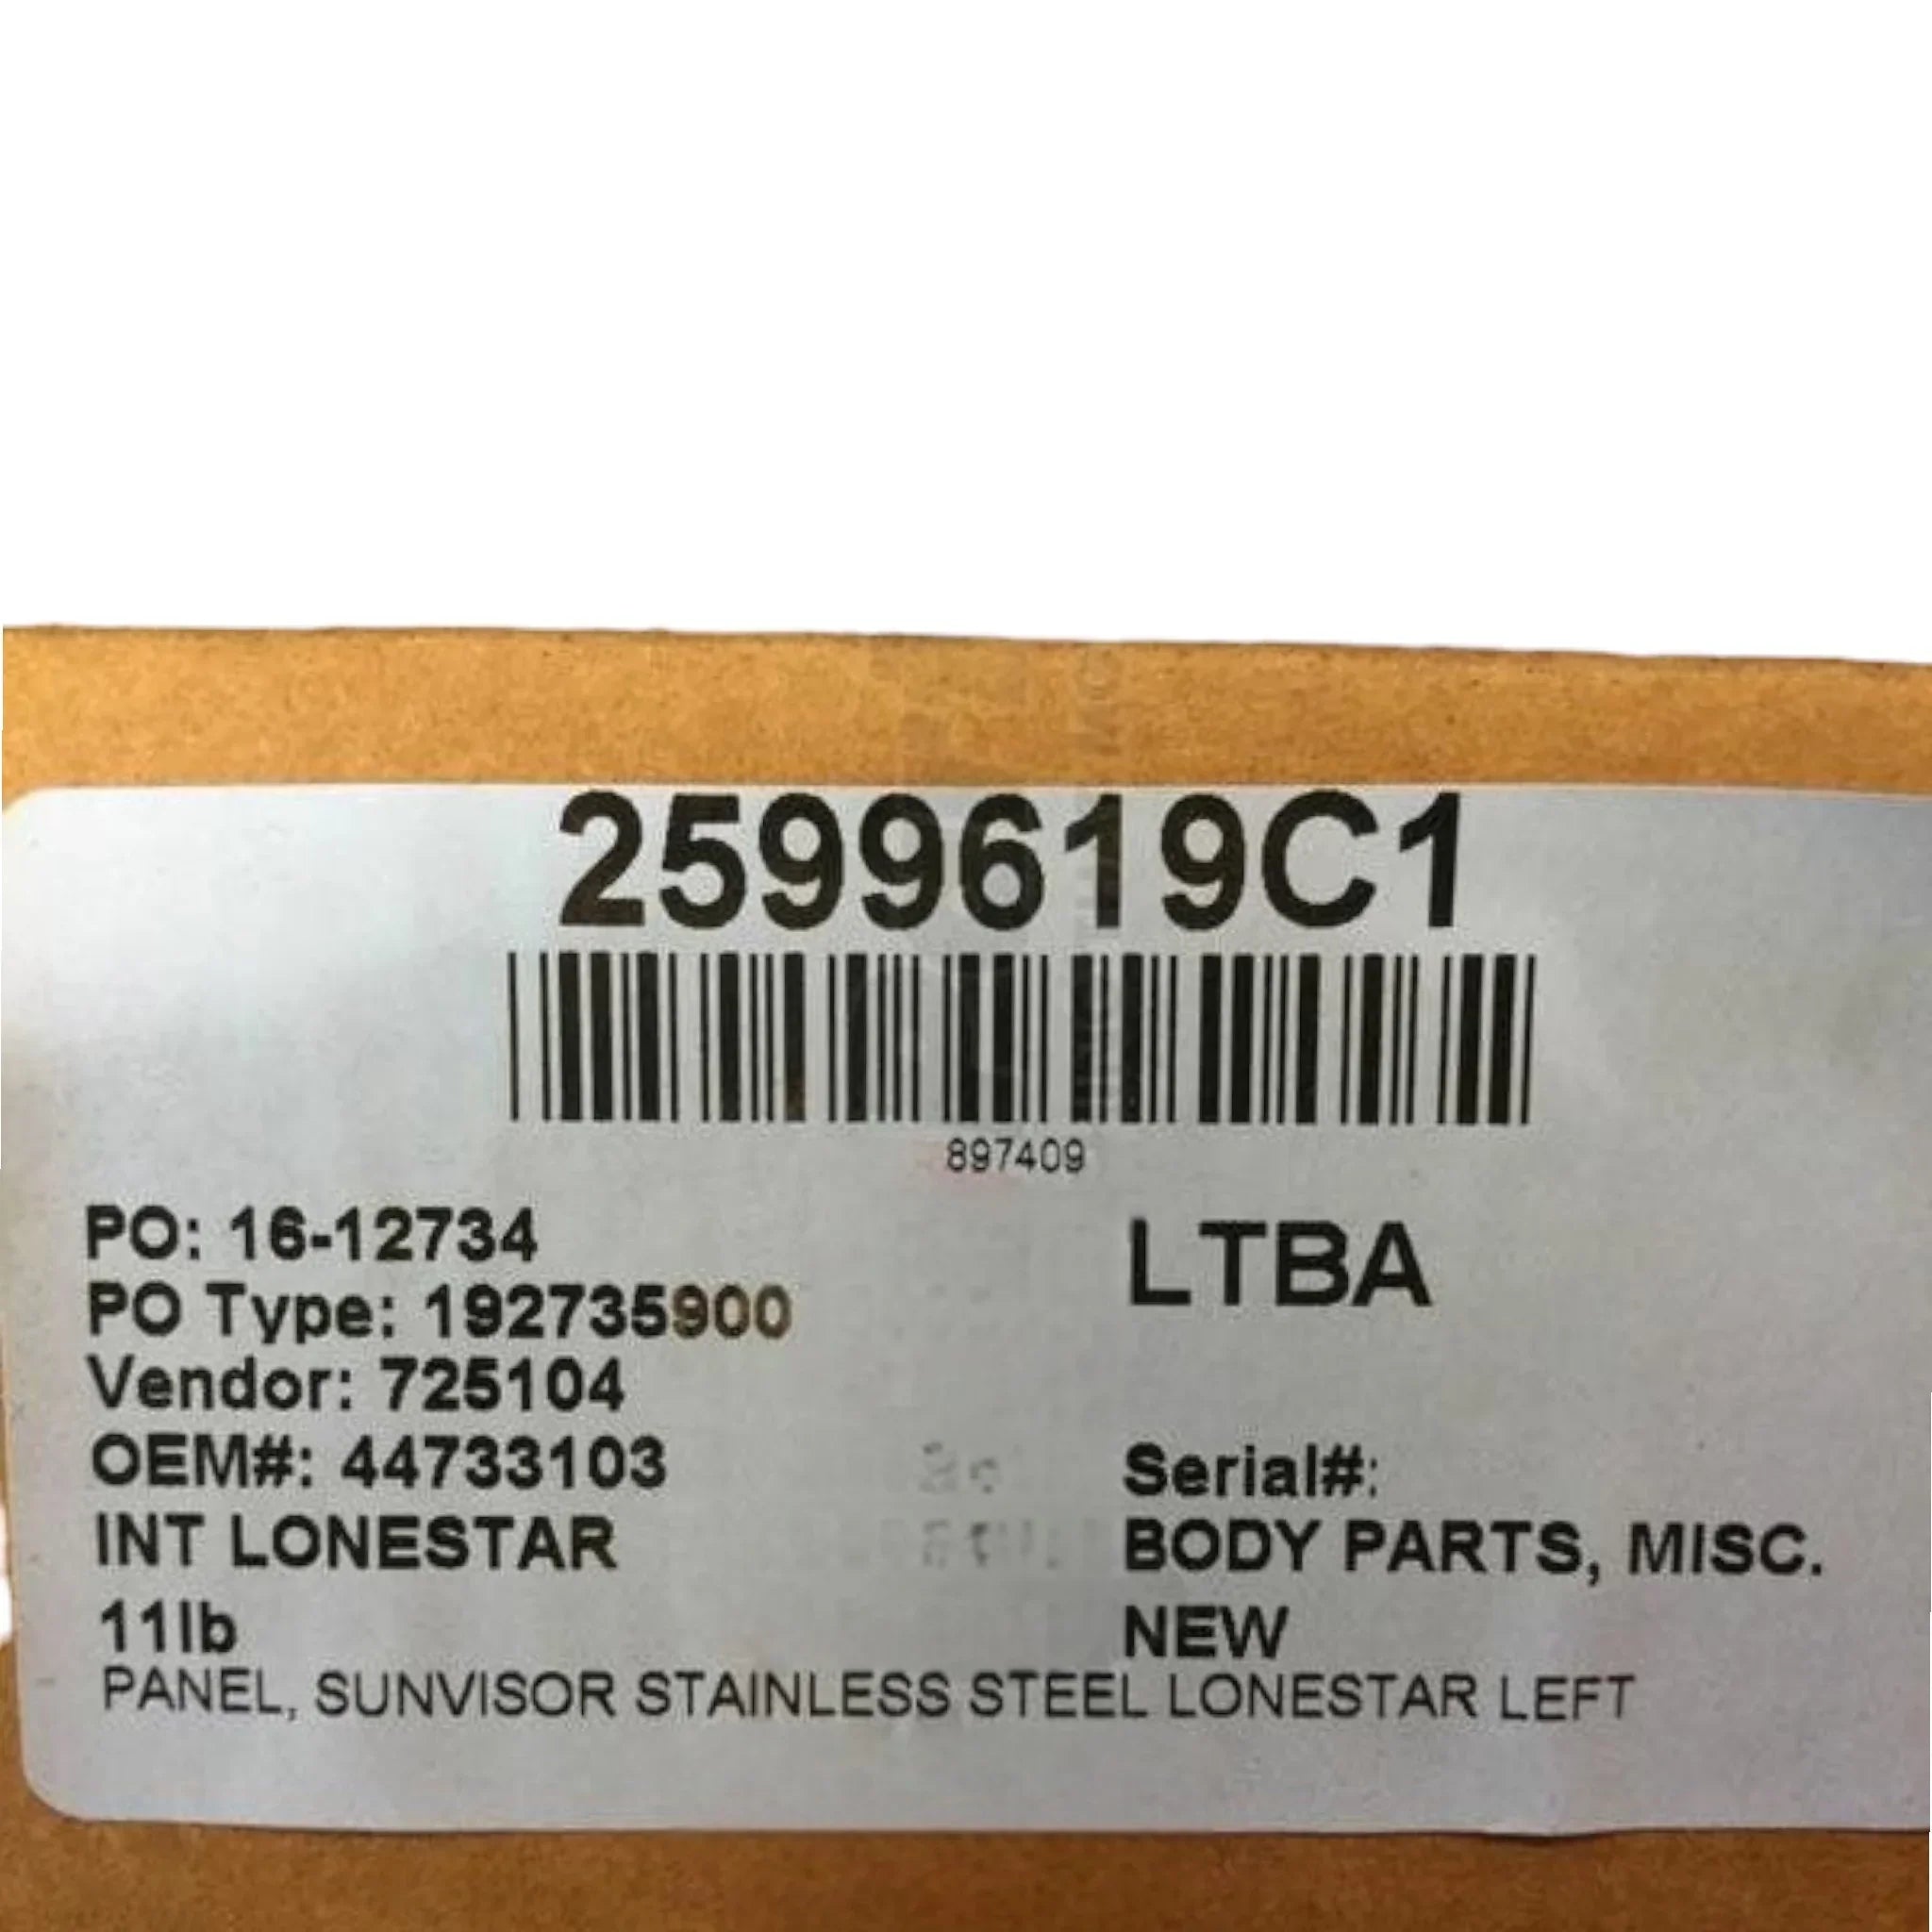 2599619C1
897409
PO: 16-12734
LTBA
PO Type: 192735900
Vendor: 725104
OEM#: 44733103
Serial#:
INT LONESTAR
BODY PARTS, MISC.
11lb
NEW
PANEL, SUNVISOR STAINLESS STEEL LONESTAR LEFT